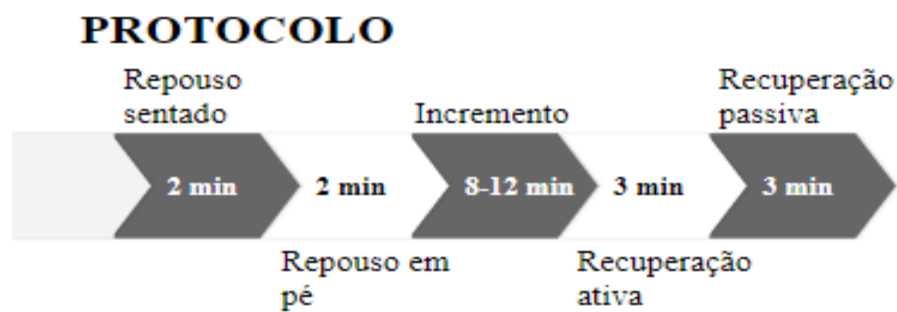 PROTOCOLO
Repouso
sentado
Incremento
Recuperação
passiva
2 min
2 min
8-12 min
3 min
3 min
Repouso em
pé
Recuperação
ativa